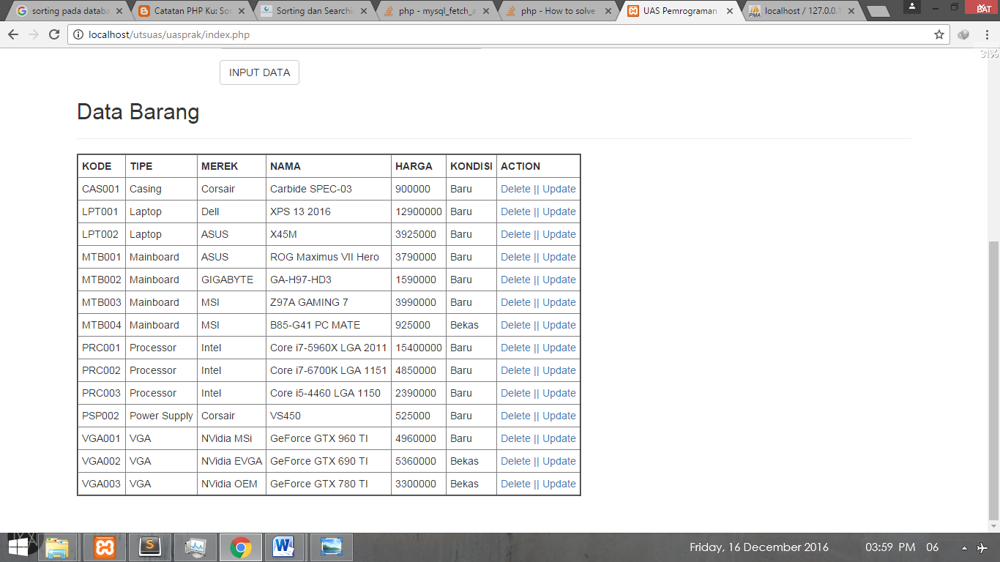 sorting pada databa
Catatan PHP Ku: Soc
Sorting dan Searchi
php - mysql_fetch_a
php - How to solve
UAS Pemrograman
localhost / 127.0.0.1
BAT
localhost/utsuas/uasprak/index.php
31%
INPUT DATA
Data Barang
KODE TIPE MEREK NAMA HARGA KONDISI ACTION
CAS001 Casing Corsair Carbide SPEC-03 900000 Baru Delete || Update
LPT001 Laptop Dell XPS 13 2016 12900000 Baru Delete || Update
LPT002 Laptop ASUS X45M 3925000 Baru Delete || Update
MTB001 Mainboard ASUS ROG Maximus VII Hero 3790000 Baru Delete || Update
MTB002 Mainboard GIGABYTE GA-H97-HD3 1590000 Baru Delete || Update
MTB003 Mainboard MSI Z97A GAMING 7 3990000 Baru Delete || Update
MTB004 Mainboard MSI B85-G41 PC MATE 925000 Bekas Delete || Update
PRC001 Processor Intel Core i7-5960X LGA 2011 15400000 Baru Delete || Update
PRC002 Processor Intel Core i7-6700K LGA 1151 4850000 Baru Delete || Update
PRC003 Processor Intel Core i5-4460 LGA 1150 2390000 Baru Delete || Update
PSP002 Power Supply Corsair VS450 525000 Baru Delete || Update
VGA001 VGA NVidia MSi GeForce GTX 960 TI 4960000 Baru Delete || Update
VGA002 VGA NVidia EVGA GeForce GTX 690 TI 5360000 Bekas Delete || Update
VGA003 VGA NVidia OEM GeForce GTX 780 TI 3300000 Bekas Delete || Update
Friday, 16 December 2016 03:59 PM 06